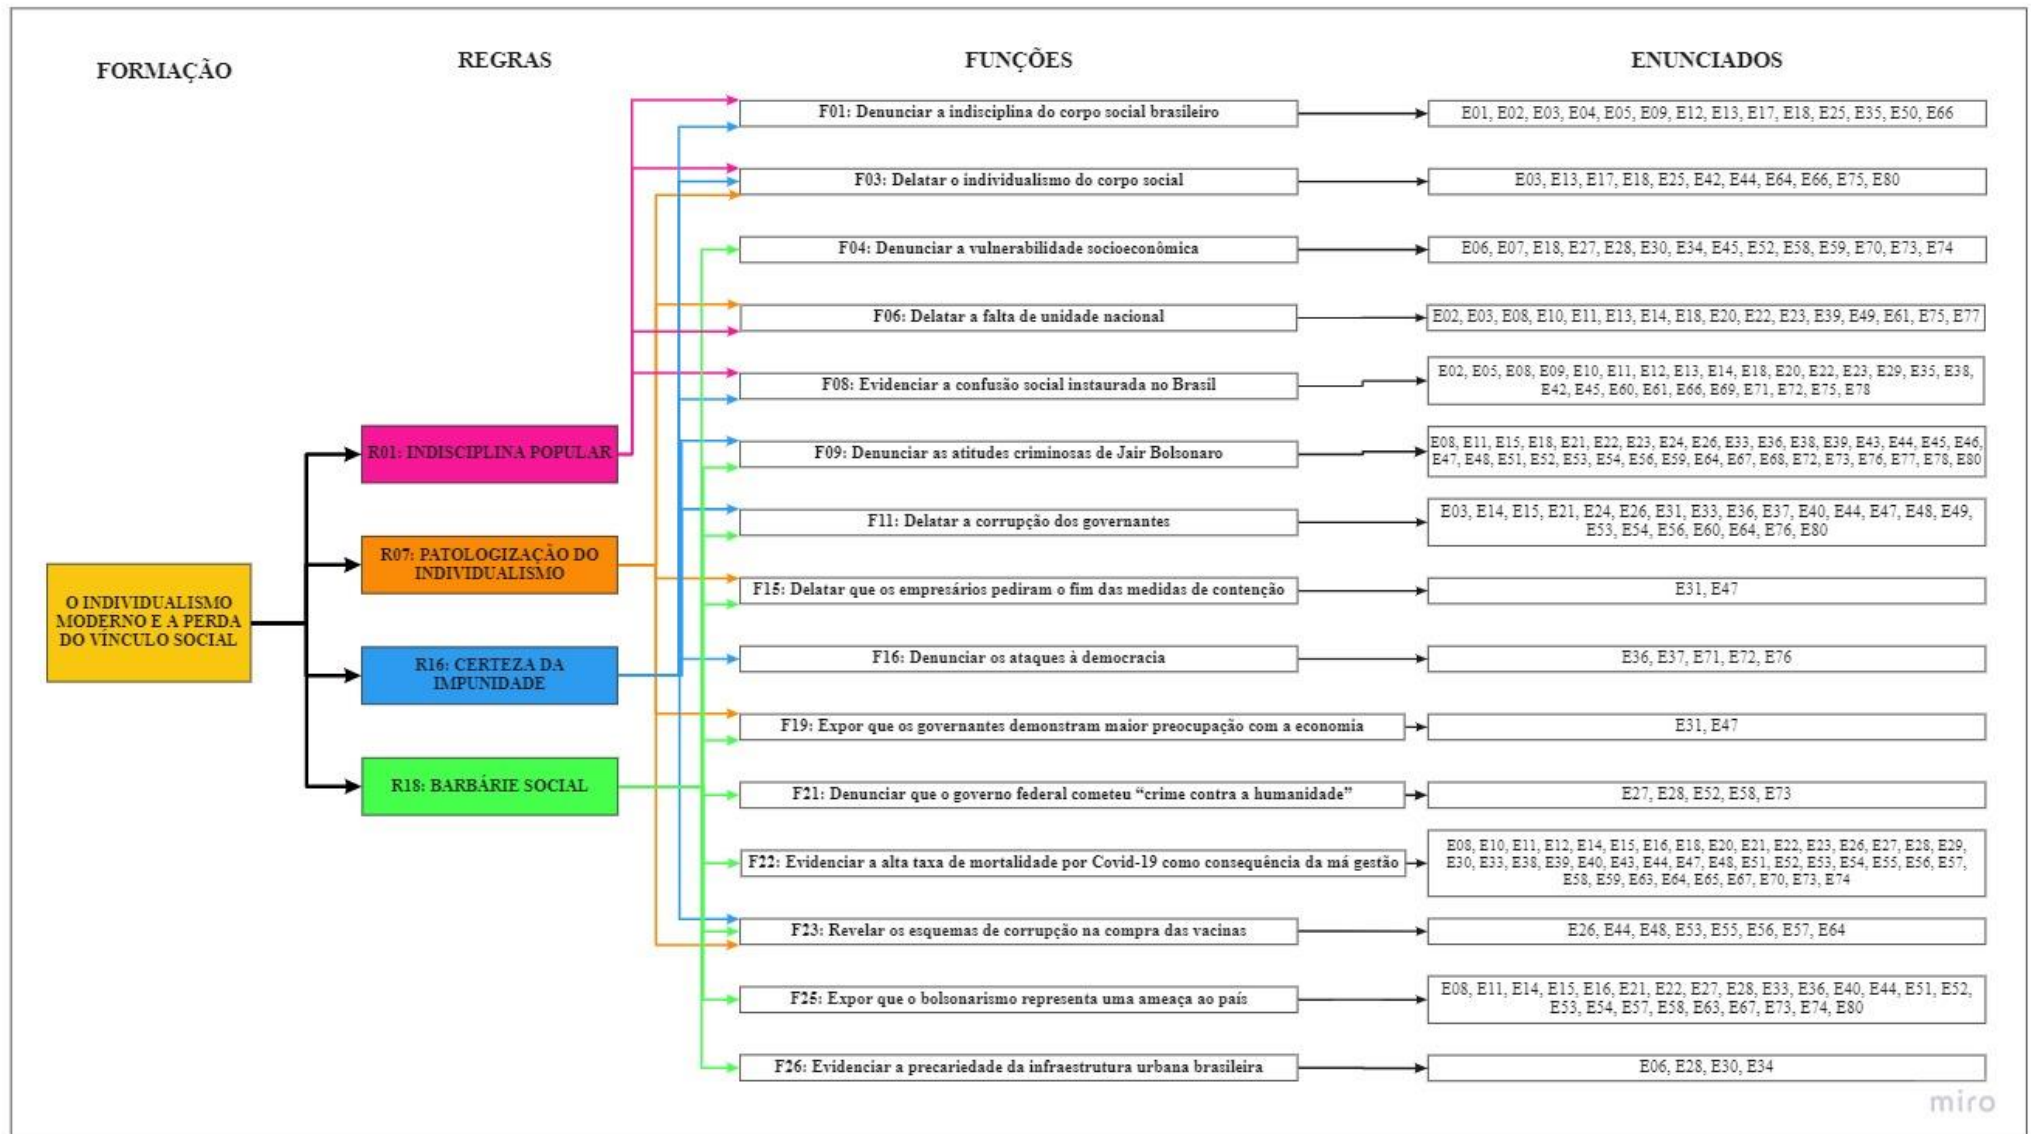 FORMAÇÃO
REGRAS
FUNÇÕES
ENUNCIADOS
O INDIVIDUALISMO
MODERNO E A PERDA
DO VÍNCULO SOCIAL
R01: INDISCIPLINA POPULAR
R07: PATOLOGIZAÇÃO DO
INDIVIDUALISMO
R16: CERTEZA DA
IMPUNIDADE
R18: BARBÁRIE SOCIAL
F01: Denunciar a indisciplina do corpo social brasileiro
E01, E02, E03, E04, E05, E09, E12, E13, E17, E18, E25, E35, E50, E66
F03: Delatar o individualismo do corpo social
E03, E13, E17, E18, E25, E42, E44, E64, E66, E75, E80
F04: Denunciar a vulnerabilidade socioeconômica
E06, E07, E18, E27, E28, E30, E34, E45, E52, E58, E59, E70, E73, E74
F06: Delatar a falta de unidade nacional
E02, E03, E08, E10, E11, E13, E14, E18, E20, E22, E23, E39, E49, E61, E75, E77
F08: Evidenciar a confusão social instaurada no Brasil
E02, E05, E08, E09, E10, E11, E12, E13, E14, E18, E20, E22, E23, E29, E35, E38,
E42, E45, E60, E61, E66, E69, E71, E72, E75, E78
F09: Denunciar as atitudes criminosas de Jair Bolsonaro
E08, E11, E15, E18, E21, E22, E23, E24, E26, E33, E36, E38, E39, E43, E44, E45, E46,
E47, E48, E51, E52, E53, E54, E56, E59, E64, E67, E68, E72, E73, E76, E77, E78, E80
F11: Delatar a corrupção dos governantes
E03, E14, E15, E21, E24, E26, E31, E33, E36, E37, E40, E44, E47, E48, E49,
E53, E54, E56, E60, E64, E76, E80
F15: Delatar que os empresários pediram o fim das medidas de contenção
E31, E47
F16: Denunciar os ataques à democracia
E36, E37, E71, E72, E76
F19: Expor que os governantes demonstram maior preocupação com a economia
E31, E47
F21: Denunciar que o governo federal cometeu “crime contra a humanidade”
E27, E28, E52, E58, E73
F22: Evidenciar a alta taxa de mortalidade por Covid-19 como consequência da má gestão
E08, E10, E11, E12, E14, E15, E16, E18, E20, E21, E22, E23, E26, E27, E28, E29,
E30, E33, E38, E39, E40, E43, E44, E47, E48, E51, E52, E53, E54, E55, E56, E57,
E58, E59, E63, E64, E65, E67, E70, E73, E74
F23: Revelar os esquemas de corrupção na compra das vacinas
E26, E44, E48, E53, E55, E56, E57, E64
F25: Expor que o bolsonarismo representa uma ameaça ao país
E08, E11, E14, E15, E16, E21, E22, E27, E28, E33, E36, E40, E44, E51, E52,
E53, E54, E57, E58, E63, E67, E73, E74, E80
F26: Evidenciar a precariedade da infraestrutura urbana brasileira
E06, E28, E30, E34
miro